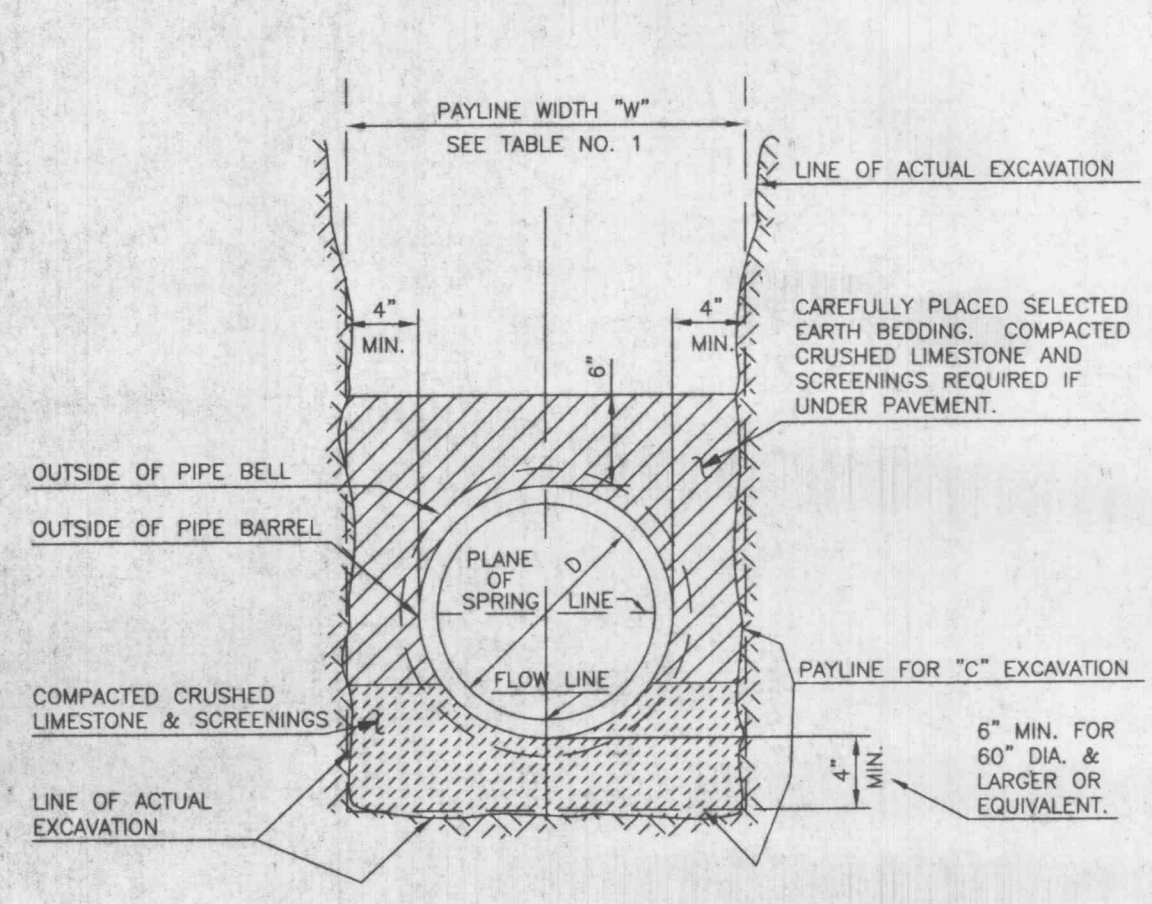 PAYLINE WIDTH "W"
SEE TABLE NO. 1
LINE OF ACTUAL EXCAVATION
4"
MIN.
4"
MIN.
6"
CAREFULLY PLACED SELECTED
EARTH BEDDING. COMPACTED
CRUSHED LIMESTONE AND
SCREENINGS REQUIRED IF
UNDER PAVEMENT.
OUTSIDE OF PIPE BELL
OUTSIDE OF PIPE BARREL
PLANE
OF
SPRING LINE
D
FLOW LINE
PAYLINE FOR "C" EXCAVATION
COMPACTED CRUSHED
LIMESTONE & SCREENINGS
4"
MIN.
6" MIN. FOR
60" DIA. &
LARGER OR
EQUIVALENT.
LINE OF ACTUAL
EXCAVATION